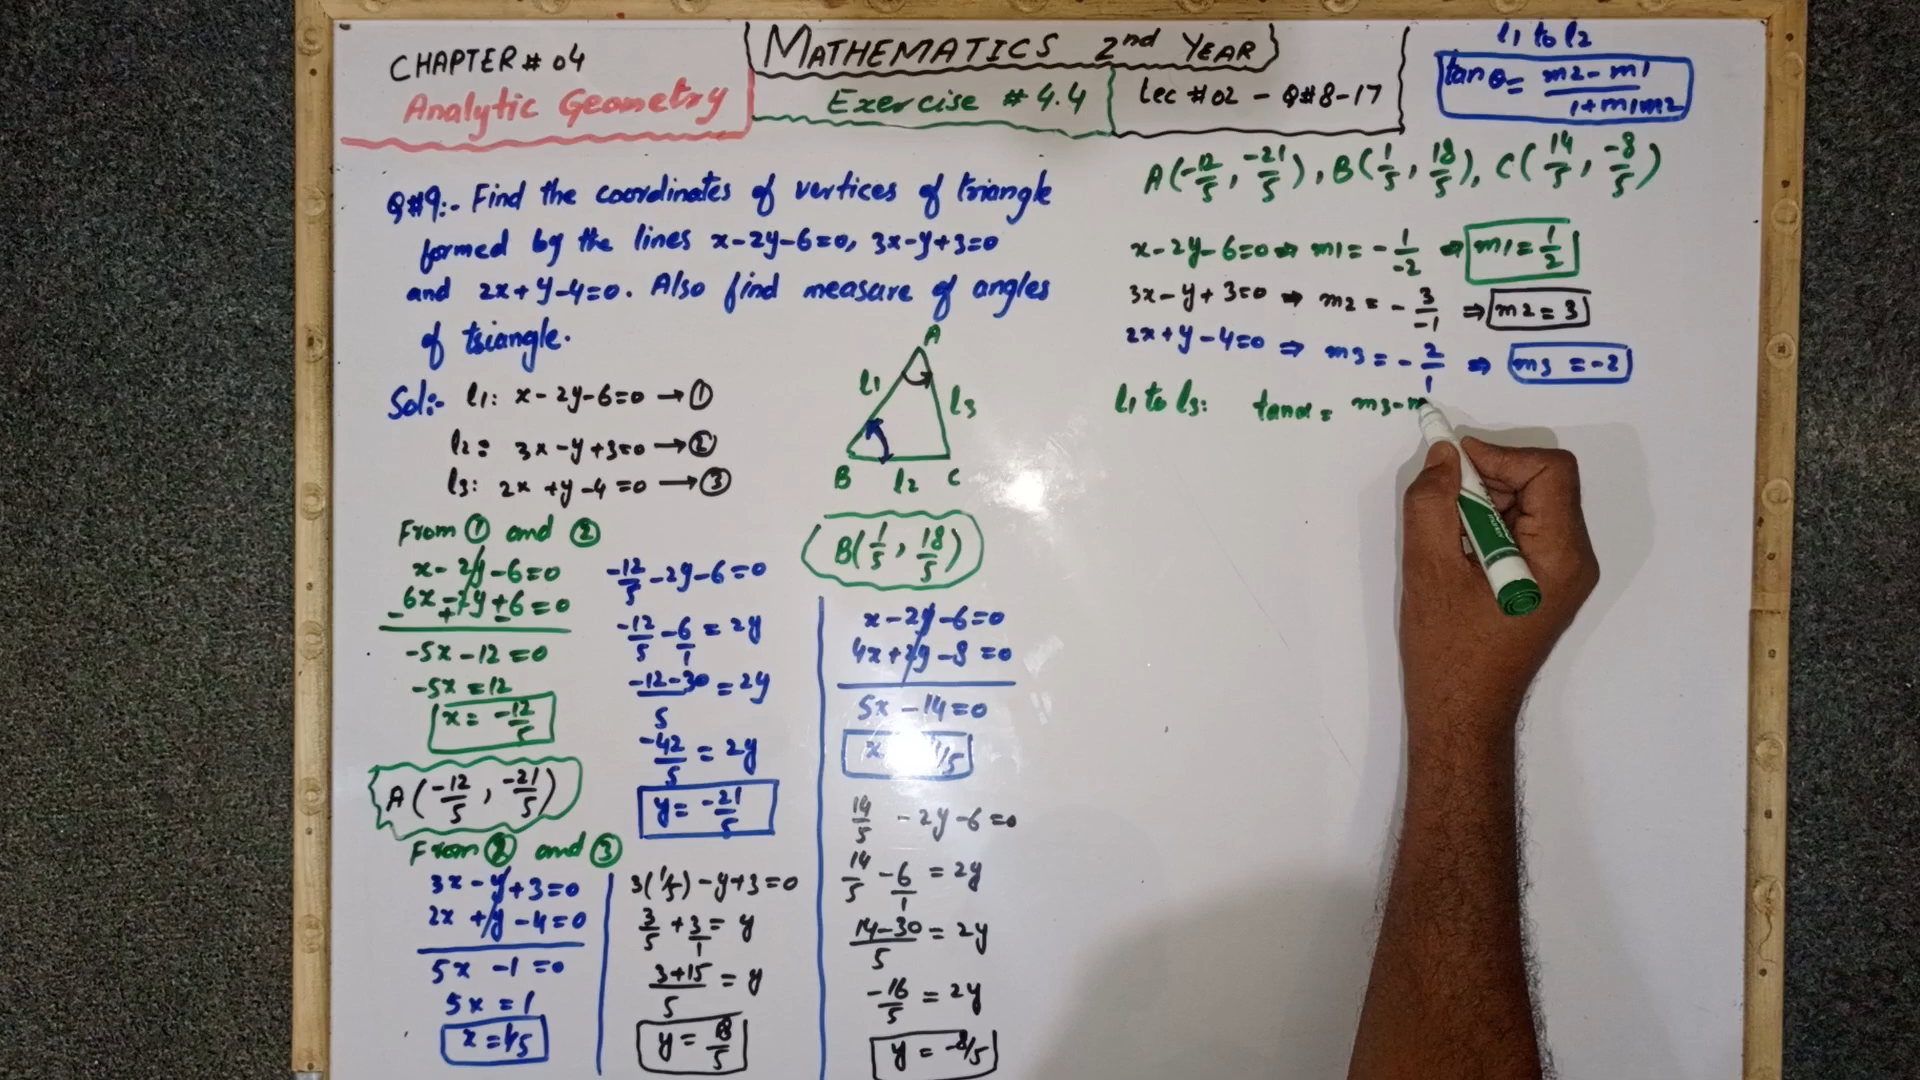 CHAPTER # 04
Analytic Geometry
MATHEMATICS 2nd YEAR
Exercise # 4.4
Lec # 02 - Q#8-17
l1 to l2
tanθ = m2-m1 / 1+m1m2
Q#9:- Find the coordinates of vertices of triangle
formed by the lines x-2y-6=0, 3x-y+3=0
and 2x+y-4=0. Also find measure of angles
of triangle.
Sol:- l1: x-2y-6=0 → ①
l2: 3x-y+3=0 → ②
l3: 2x+y-4=0 → ③
A
l1
l3
B
l2
C
From ① and ②
x-2y-6=0
6x-2y+6=0
- + -
-5x-12=0
-5x=12
x = -12/5
A(-12/5, -21/5)
-12/5 -2y-6=0
-12/5 - 6/1 = 2y
-12-30/5 = 2y
-42/5 = 2y
y = -21/5
From ② and ③
3x-y+3=0
2x+y-4=0
5x-1=0
5x=1
x=1/5
3(1/5)-y+3=0
3/5 + 3/1 = y
3+15/5 = y
y = 18/5
B(1/5, 18/5)
x-2y-6=0
4x+2y-8=0
5x-14=0
x /5
14/5 -2y-6=0
14/5 - 6/1 = 2y
14-30/5 = 2y
-16/5 = 2y
y = -8/5
A(-12/5, -21/5), B(1/5, 18/5), C(14/5, -8/5)
x-2y-6=0 ⇒ m1 = -1/-2 ⇒ m1 = 1/2
3x-y+3=0 ⇒ m2 = -3/-1 ⇒ m2 = 3
2x+y-4=0 ⇒ m3 = -2/1 ⇒ m3 = -2
l1 to l3: tanα = m3-m